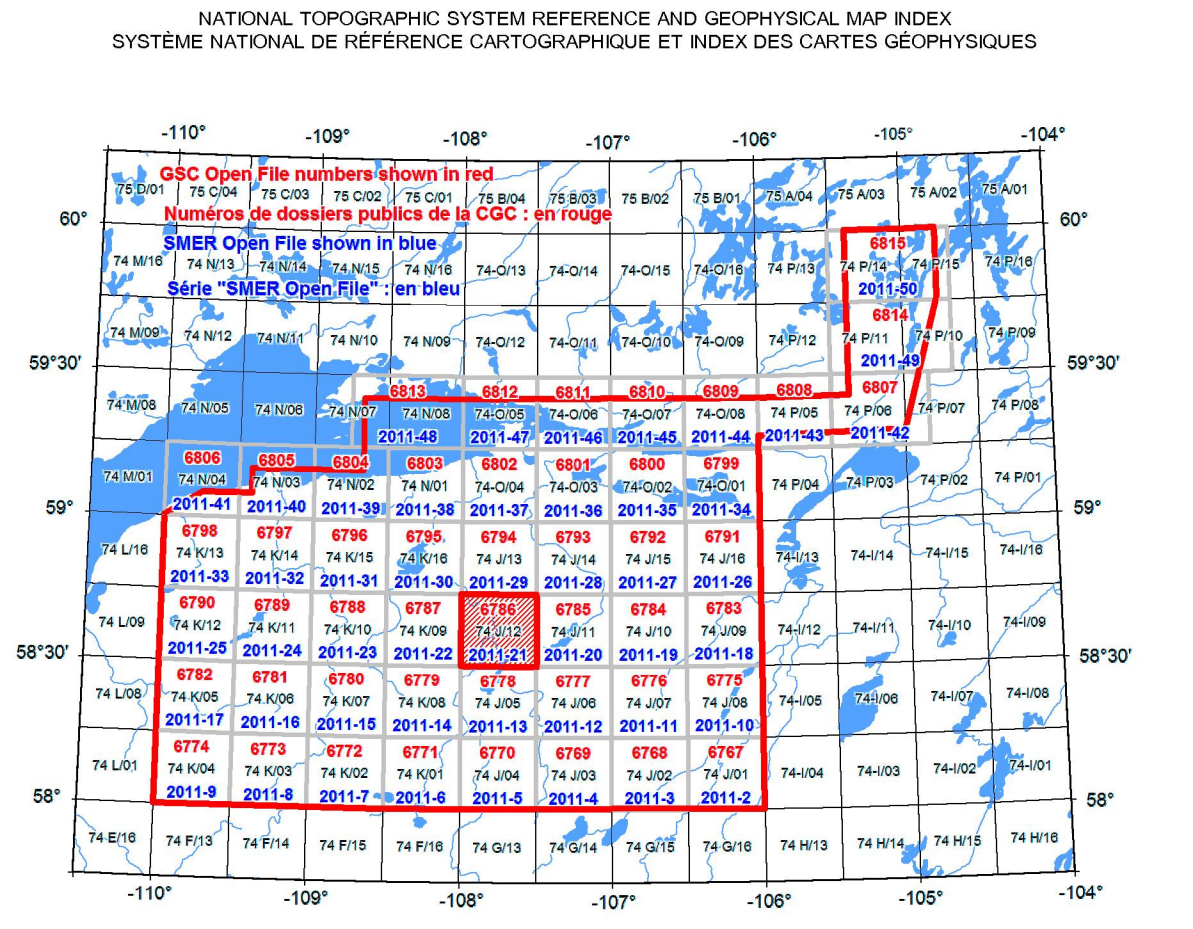 NATIONAL TOPOGRAPHIC SYSTEM REFERENCE AND GEOPHYSICAL MAP INDEX
SYSTÈME NATIONAL DE RÉFÉRENCE CARTOGRAPHIQUE ET INDEX DES CARTES GÉOPHYSIQUES
-110° -109° -108° -107° -106° -105° -104°
GSC Open File numbers shown in red
75 D/01 75 C/04 75 C/03 75 C/02 75 C/01 75 B/04 75 B/03 75 B/02 75 B/01 75 A/04 75 A/03 75 A/02 75 A/01
Numéros de dossiers publics de la CGC : en rouge
60° 60°
SMER Open File shown in blue
6815
74 M/16 74 N/13 74 N/14 74 N/15 74 N/16 74-O/13 74-O/14 74-O/15 74-O/16 74 P/13 74 P/14 74 P/15 74 P/16
Série "SMER Open File" : en bleu
2011-50
6814
74 M/09 74 N/12 74 N/11 74 N/10 74 N/09 74-O/12 74-O/11 74-O/10 74-O/09 74 P/12 74 P/11 74 P/10 74 P/09
2011-49
59°30' 59°30'
6813 6812 6811 6810 6809 6808 6807
74 M/08 74 N/05 74 N/06 74 N/07 74 N/08 74-O/05 74-O/06 74-O/07 74-O/08 74 P/05 74 P/06 74 P/07 74 P/08
2011-48 2011-47 2011-46 2011-45 2011-44 2011-43 2011-42
6806 6805 6804 6803 6802 6801 6800 6799
74 M/01 74 N/04 74 N/03 74 N/02 74 N/01 74-O/04 74-O/03 74-O/02 74-O/01 74 P/04 74 P/03 74 P/02 74 P/01
2011-41 2011-40 2011-39 2011-38 2011-37 2011-36 2011-35 2011-34
59° 59°
6798 6797 6796 6795 6794 6793 6792 6791
74 L/16 74 K/13 74 K/14 74 K/15 74 K/16 74 J/13 74 J/14 74 J/15 74 J/16 74-I/13 74-I/14 74-I/15 74-I/16
2011-33 2011-32 2011-31 2011-30 2011-29 2011-28 2011-27 2011-26
6790 6789 6788 6787 6786 6785 6784 6783
74 L/09 74 K/12 74 K/11 74 K/10 74 K/09 74 J/12 74 J/11 74 J/10 74 J/09 74-I/12 74-I/11 74-I/10 74-I/09
2011-25 2011-24 2011-23 2011-22 2011-21 2011-20 2011-19 2011-18
58°30' 58°30'
6782 6781 6780 6779 6778 6777 6776 6775
74 L/08 74 K/05 74 K/06 74 K/07 74 K/08 74 J/05 74 J/06 74 J/07 74 J/08 74-I/05 74-I/06 74-I/07 74-I/08
2011-17 2011-16 2011-15 2011-14 2011-13 2011-12 2011-11 2011-10
6774 6773 6772 6771 6770 6769 6768 6767
74 L/01 74 K/04 74 K/03 74 K/02 74 K/01 74 J/04 74 J/03 74 J/02 74 J/01 74-I/04 74-I/03 74-I/02 74-I/01
2011-9 2011-8 2011-7 2011-6 2011-5 2011-4 2011-3 2011-2
58° 58°
74 E/16 74 F/13 74 F/14 74 F/15 74 F/16 74 G/13 74 G/14 74 G/15 74 G/16 74 H/13 74 H/14 74 H/15 74 H/16
-110° -109° -108° -107° -106° -105° -104°